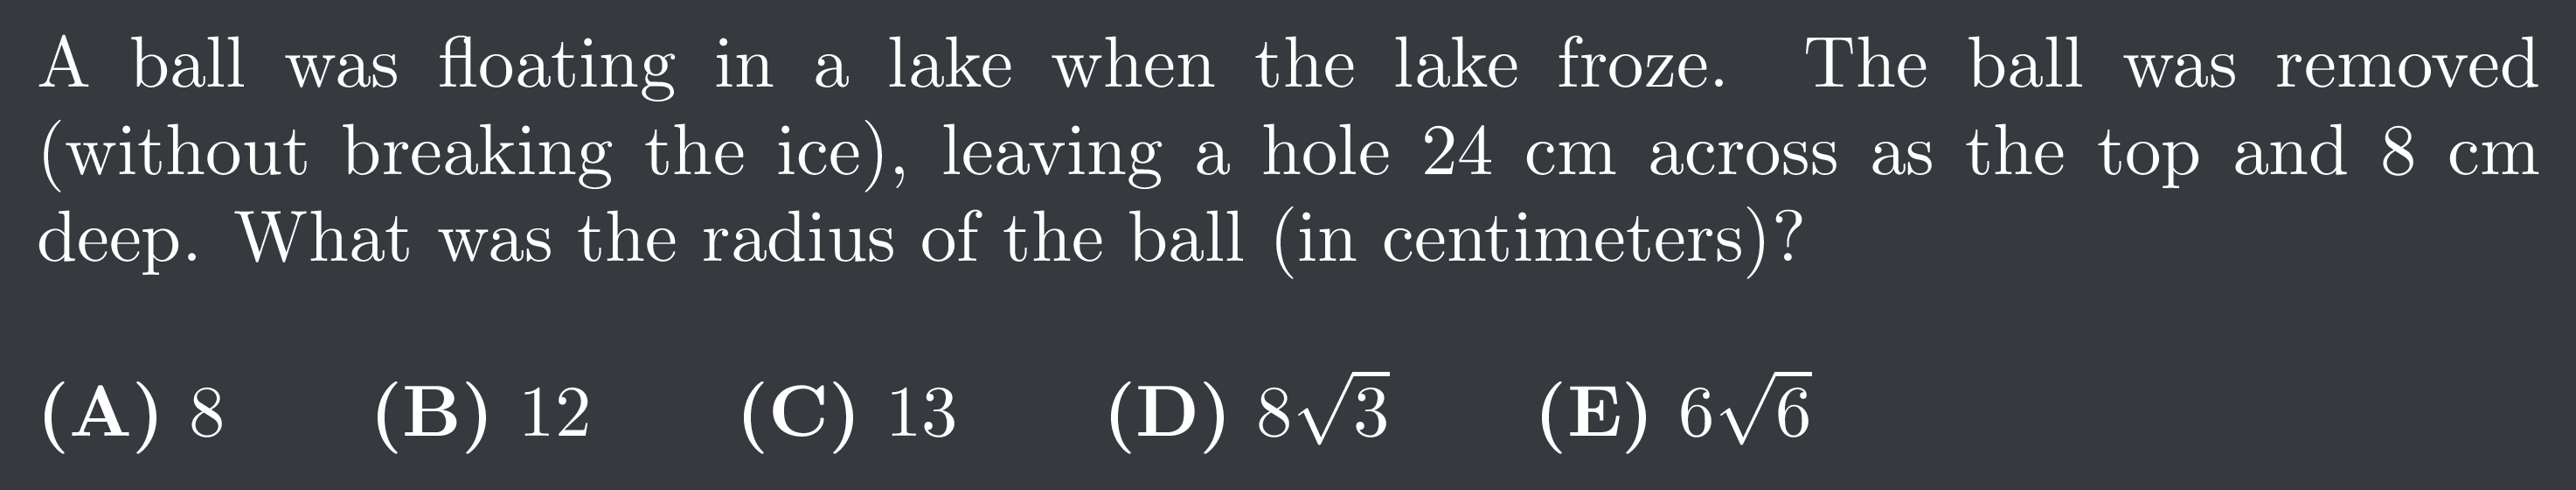 A ball was floating in a lake when the lake froze. The ball was removed
(without breaking the ice), leaving a hole 24 cm across as the top and 8 cm
deep. What was the radius of the ball (in centimeters)?
(A) 8 (B) 12 (C) 13 (D) 8√3 (E) 6√6